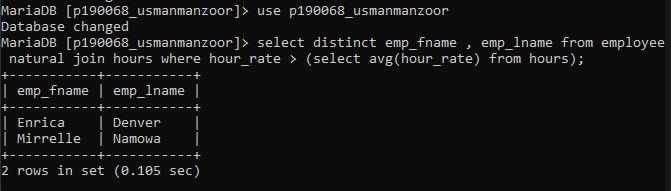 MariaDB [p190068_usmanmanzoor]> use p190068_usmanmanzoor
Database changed
MariaDB [p190068_usmanmanzoor]> select distinct emp_fname , emp_lname from employee
 natural join hours where hour_rate > (select avg(hour_rate) from hours);
+-----------+-----------+
| emp_fname | emp_lname |
+-----------+-----------+
| Enrica    | Denver    |
| Mirrelle  | Namowa    |
+-----------+-----------+
2 rows in set (0.105 sec)